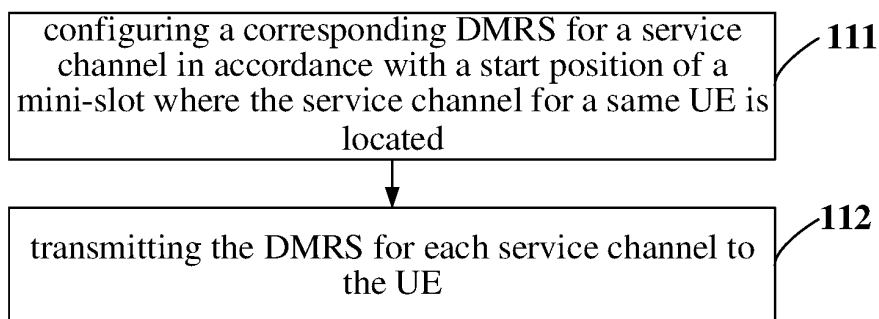 configuring a corresponding DMRS for a service
channel in accordance with a start position of a
mini-slot where the service channel for a same UE is
located
111
transmitting the DMRS for each service channel to
the UE
112